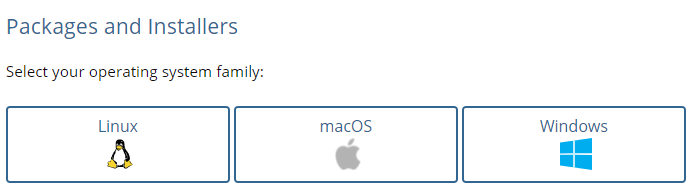 Packages and Installers
Select your operating system family:
Linux
macOS
Windows